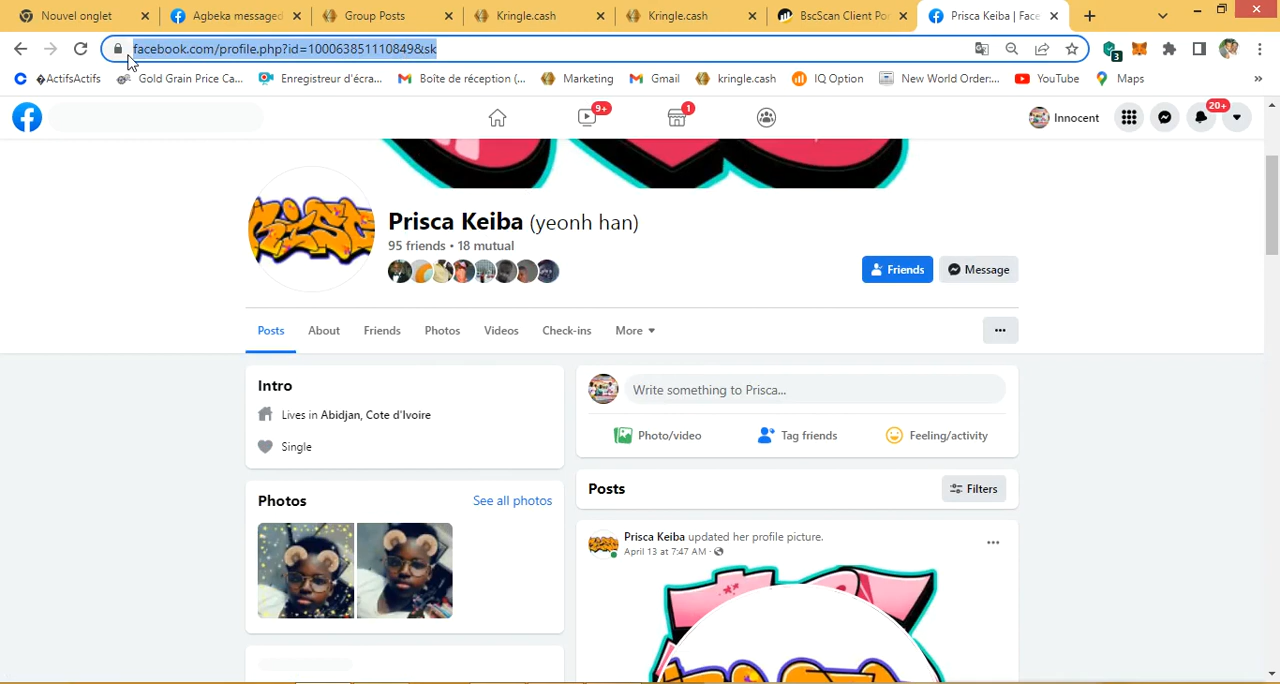 Nouvel onglet
Agbeka messaged
Group Posts
Kringle.cash
Kringle.cash
BscScan Client Por
Prisca Keiba | Face
facebook.com/profile.php?id=100063851110849&sk
3
�ActifsActifs
Gold Grain Price Ca...
Enregistreur d'écra...
Boîte de réception (...
Marketing
Gmail
kringle.cash
IQ Option
New World Order:...
YouTube
Maps
»
9+
1
Innocent
20+
Prisca Keiba (yeonh han)
95 friends • 18 mutual
Friends
Message
Posts
About
Friends
Photos
Videos
Check-ins
More
Intro
Lives in Abidjan, Cote d'Ivoire
Single
Write something to Prisca...
Photo/video
Tag friends
Feeling/activity
Photos
See all photos
Posts
Filters
Prisca Keiba updated her profile picture.
April 13 at 7:47 AM ·